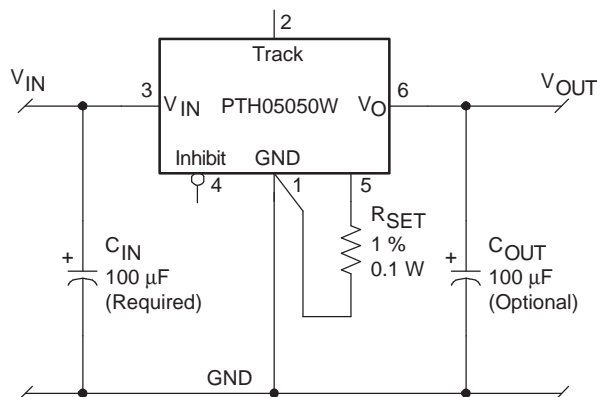 2
Track
V_IN
V_OUT
3
V_IN
PTH05050W
V_O
6
Inhibit
GND
4
1
5
R_SET
1 %
0.1 W
+
C_IN
100 μF
(Required)
+
C_OUT
100 μF
(Optional)
GND